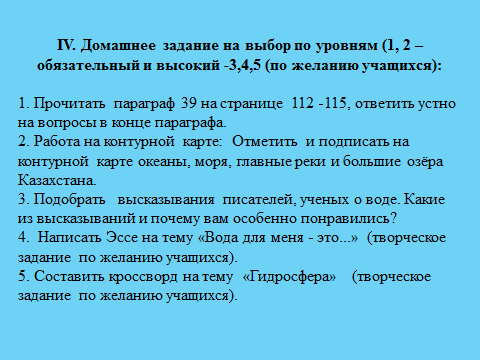 IV. Домашнее задание на выбор по уровням (1, 2 –
обязательный и высокий -3,4,5 (по желанию учащихся):
1. Прочитать параграф 39 на странице 112 -115, ответить устно
на вопросы в конце параграфа.
2. Работа на контурной карте: Отметить и подписать на
контурной карте океаны, моря, главные реки и большие озёра
Казахстана.
3. Подобрать высказывания писателей, ученых о воде. Какие
из высказываний и почему вам особенно понравились?
4. Написать Эссе на тему «Вода для меня - это...» (творческое
задание по желанию учащихся).
5. Составить кроссворд на тему «Гидросфера» (творческое
задание по желанию учащихся).